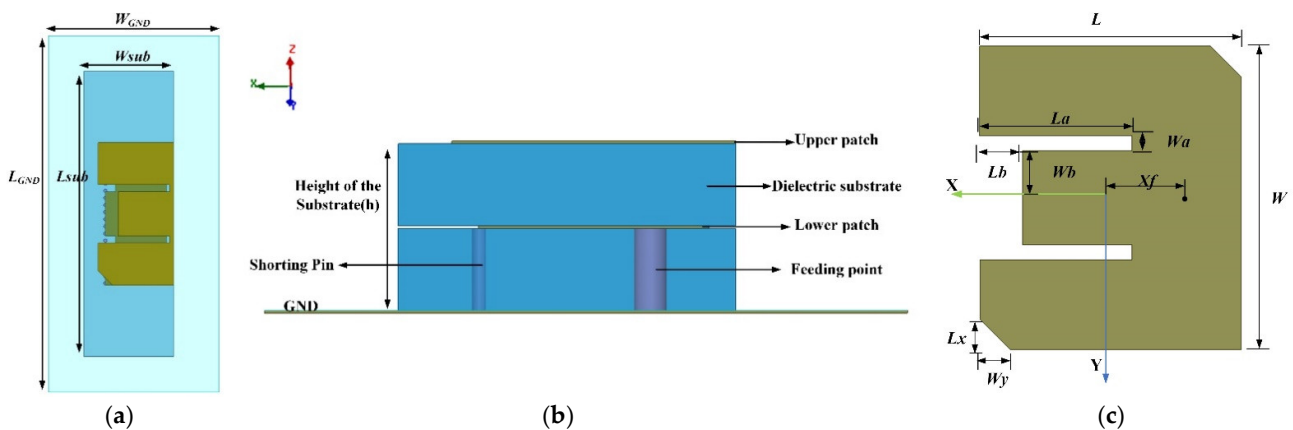 W_GND
Wsub
L_GND
Lsub
(a)
Z
X
Y
Upper patch
Height of the
Substrate(h)
Dielectric substrate
Lower patch
Shorting Pin
Feeding point
GND
(b)
L
La
Wa
Lb
Wb
X
Xf
W
Lx
Wy
Y
(c)